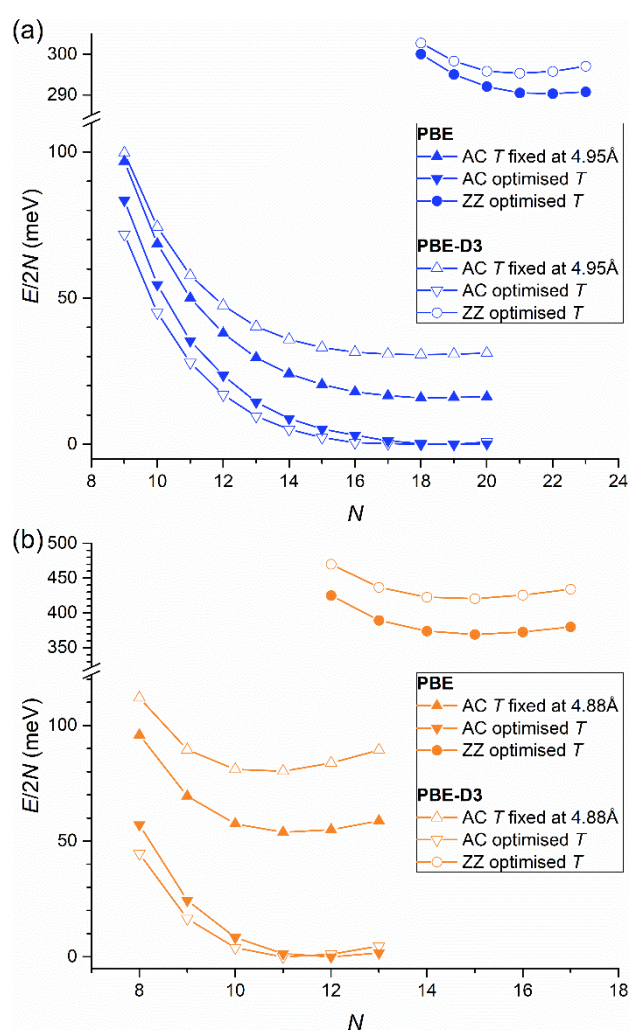 (a)
300
290
100
50
0
E/2N (meV)
PBE
AC T fixed at 4.95Å
AC optimised T
ZZ optimised T
PBE-D3
AC T fixed at 4.95Å
AC optimised T
ZZ optimised T
8 10 12 14 16 18 20 22 24
N
(b)
500
450
400
350
100
50
0
E/2N (meV)
PBE
AC T fixed at 4.88Å
AC optimised T
ZZ optimised T
PBE-D3
AC T fixed at 4.88Å
AC optimised T
ZZ optimised T
8 10 12 14 16 18
N